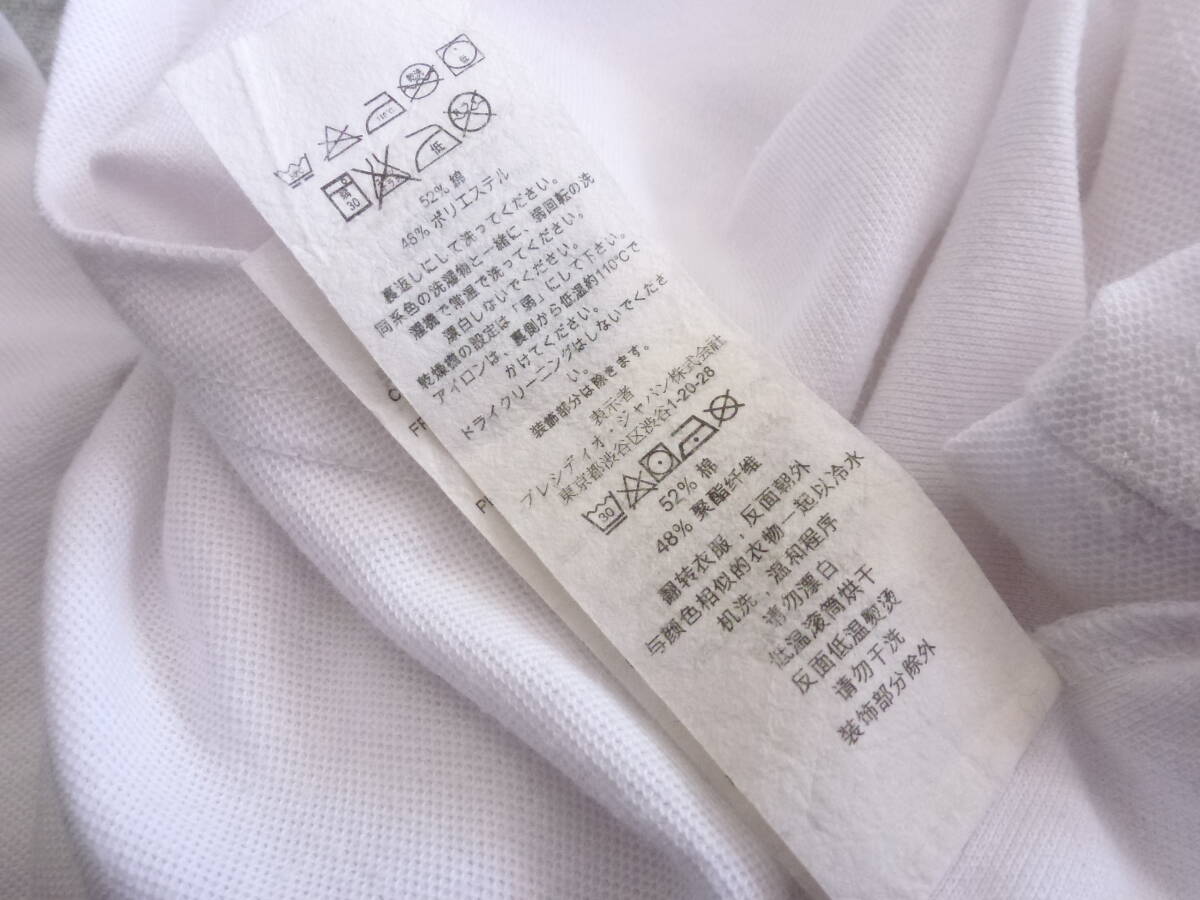 52% 綿
48% ポリエステル
裏返しにして洗ってください。
同系色の洗濯物と一緒に、弱回転の洗
濯機で常温で洗ってください。
漂白しないでください。
乾燥機の設定は「弱」にして下さい。
アイロンは、裏側から低温約110℃で
がけてください。
ドライクリーニングはしないでくださ
い。
装飾部分は除きます。
表示者
プレシディオ・ジャパン株式会社
東京都渋谷区渋谷1-20-28
30
52% 棉
48% 聚酯纤维
翻转衣服，反面朝外
与颜色相似的衣物一起以冷水
机洗，温和程序
请勿漂白
低温滚筒烘干
反面低温熨烫
请勿干洗
装饰部分除外